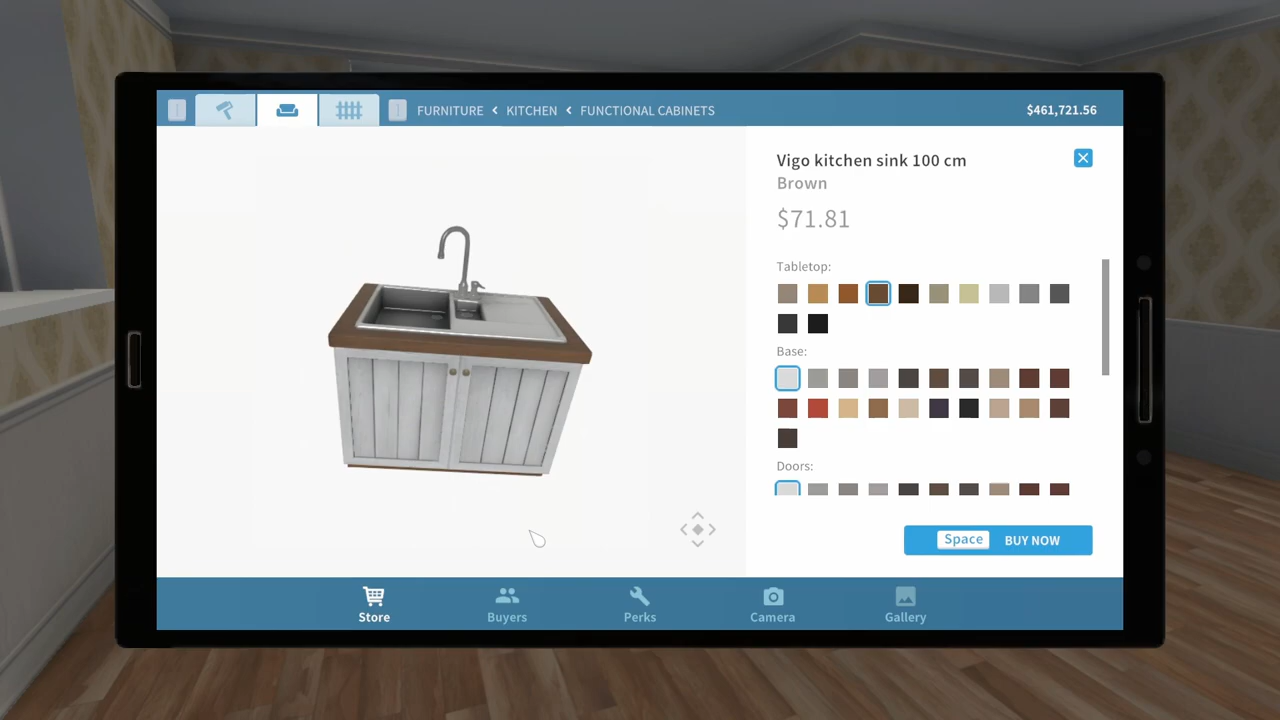 FURNITURE < KITCHEN < FUNCTIONAL CABINETS
$461,721.56
Vigo kitchen sink 100 cm
Brown
$71.81
Tabletop:
Base:
Doors:
Space BUY NOW
Store Buyers Perks Camera Gallery